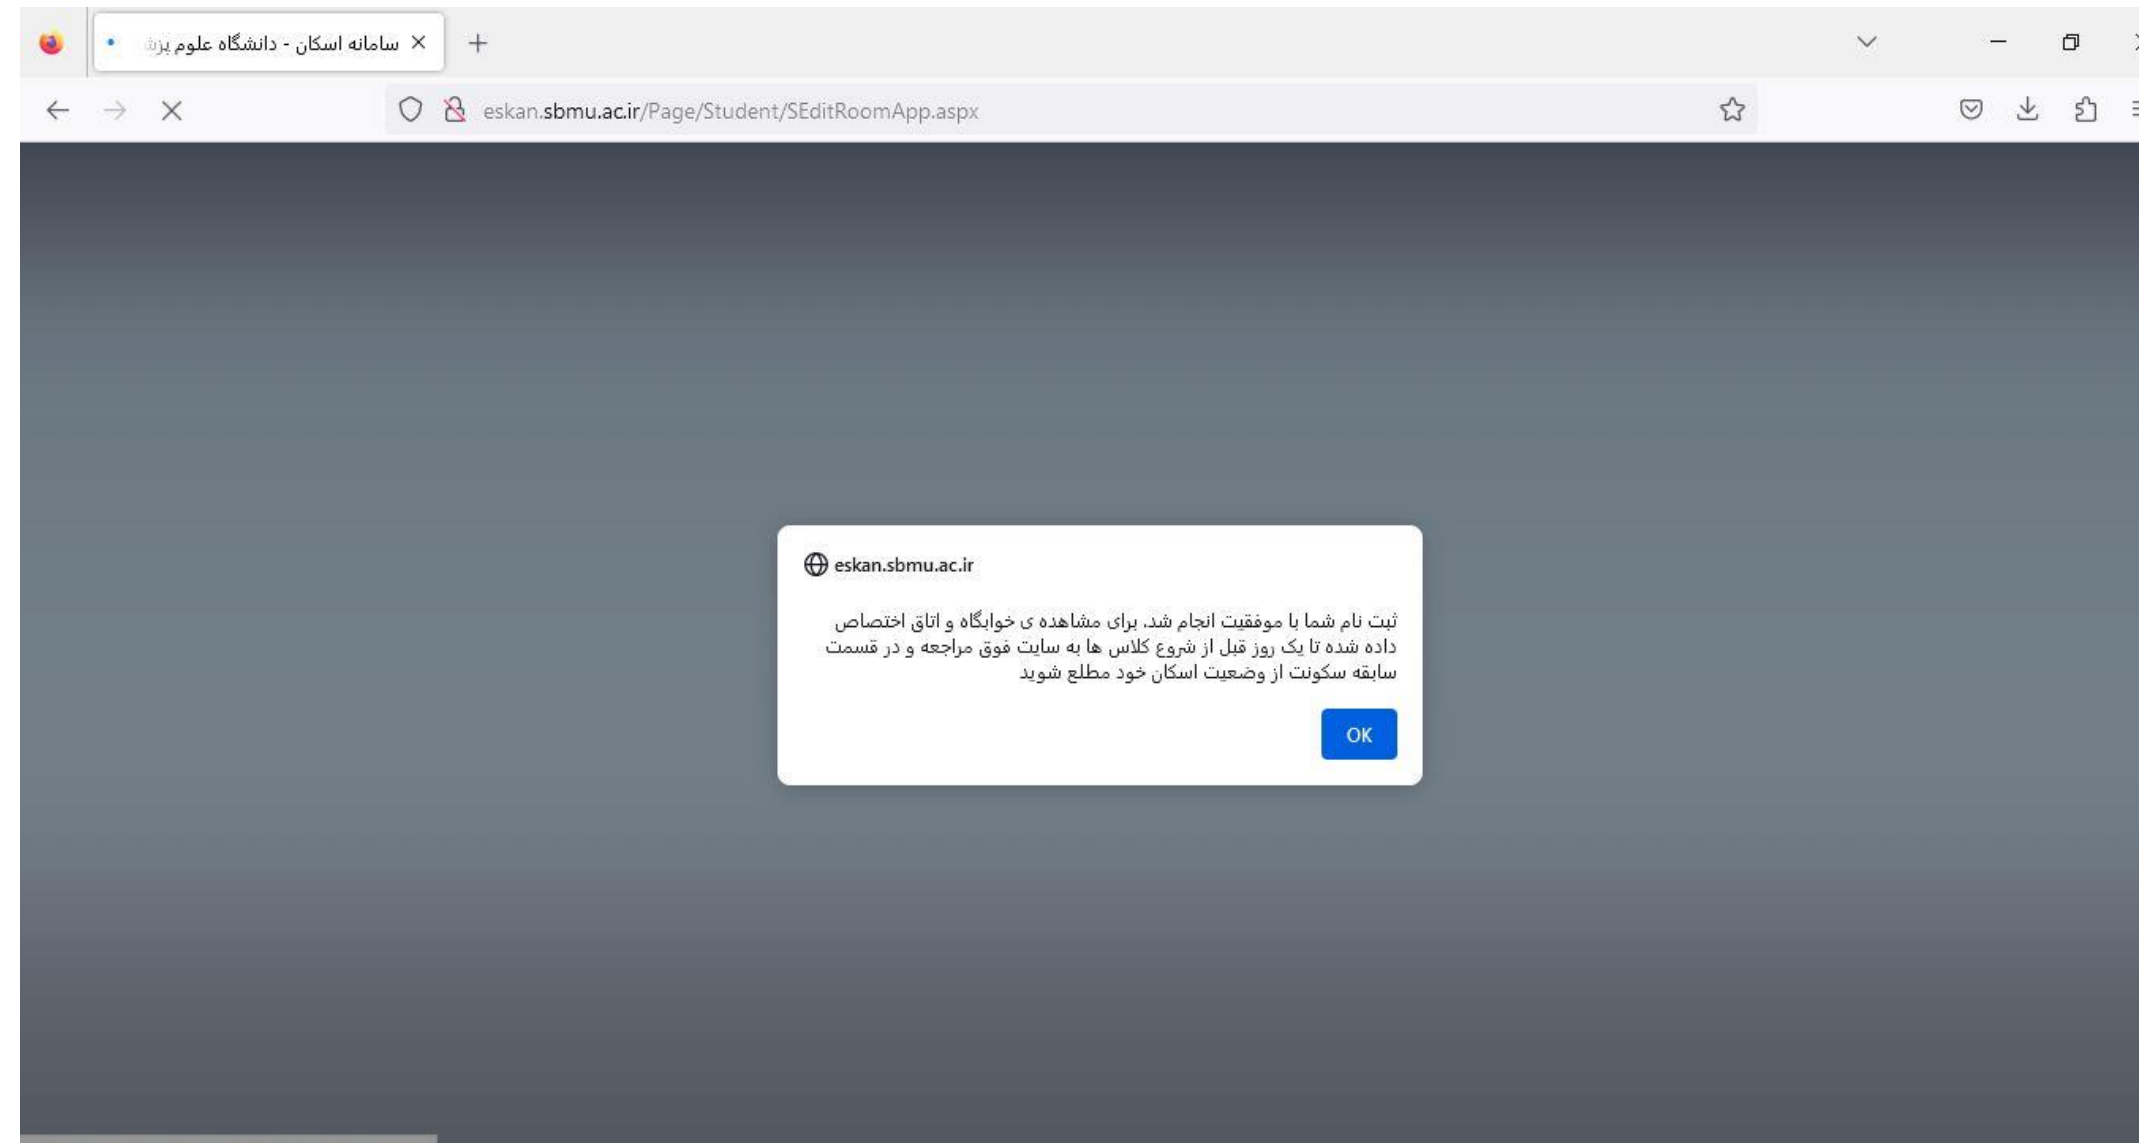 سامانه اسکان - دانشگاه علوم پزش
eskan.sbmu.ac.ir/Page/Student/SEditRoomApp.aspx
eskan.sbmu.ac.ir
ثبت نام شما با موفقیت انجام شد. برای مشاهده ی خوابگاه و اتاق اختصاص
داده شده تا یک روز قبل از شروع کلاس ها به سایت فوق مراجعه و در قسمت
سابقه سکونت از وضعیت اسکان خود مطلع شوید
OK